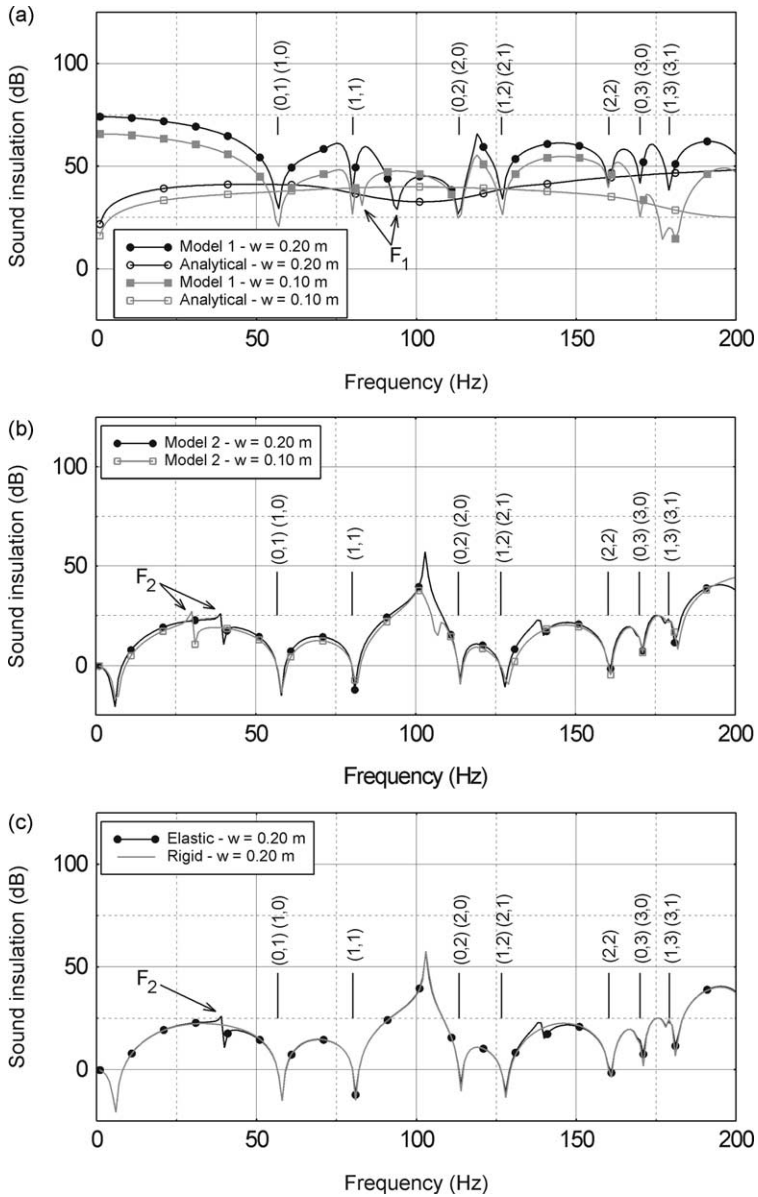 (a)
100
50
0
Sound insulation (dB)
(0,1) (1,0)
(1,1)
(0,2) (2,0)
(1,2) (2,1)
(2,2)
(0,3) (3,0)
(1,3) (3,1)
F1
Model 1 - w = 0.20 m
Analytical - w = 0.20 m
Model 1 - w = 0.10 m
Analytical - w = 0.10 m
0 50 100 150 200
Frequency (Hz)
(b)
100
50
0
Sound insulation (dB)
Model 2 - w = 0.20 m
Model 2 - w = 0.10 m
F2
(0,1) (1,0)
(1,1)
(0,2) (2,0)
(1,2) (2,1)
(2,2)
(0,3) (3,0)
(1,3) (3,1)
0 50 100 150 200
Frequency (Hz)
(c)
100
50
0
Sound insulation (dB)
Elastic - w = 0.20 m
Rigid - w = 0.20 m
F2
(0,1) (1,0)
(1,1)
(0,2) (2,0)
(1,2) (2,1)
(2,2)
(0,3) (3,0)
(1,3) (3,1)
0 50 100 150 200
Frequency (Hz)